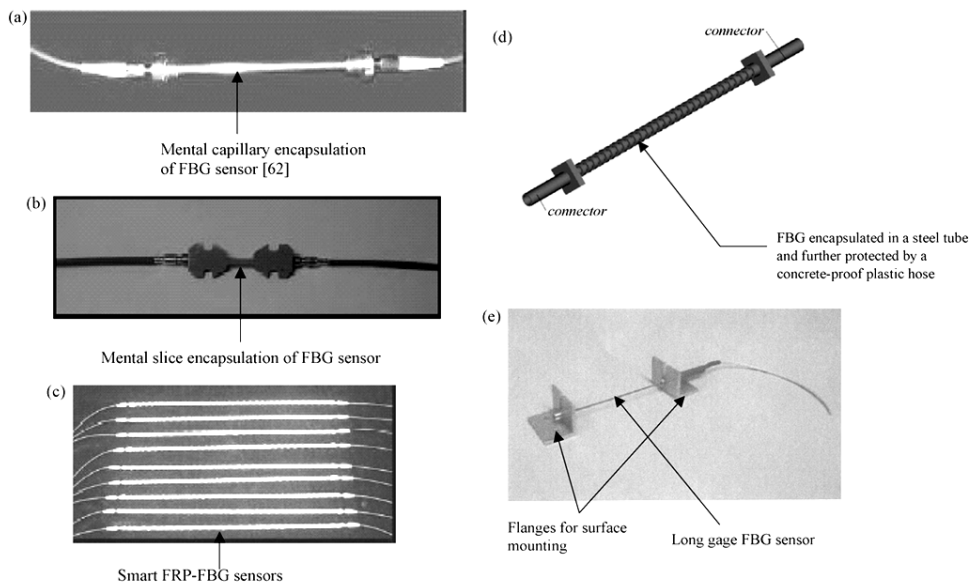 (a)
Mental capillary encapsulation
of FBG sensor [62]
(b)
Mental slice encapsulation of FBG sensor
(c)
Smart FRP-FBG sensors
(d)
connector
connector
FBG encapsulated in a steel tube
and further protected by a
concrete-proof plastic hose
(e)
Flanges for surface
mounting
Long gage FBG sensor